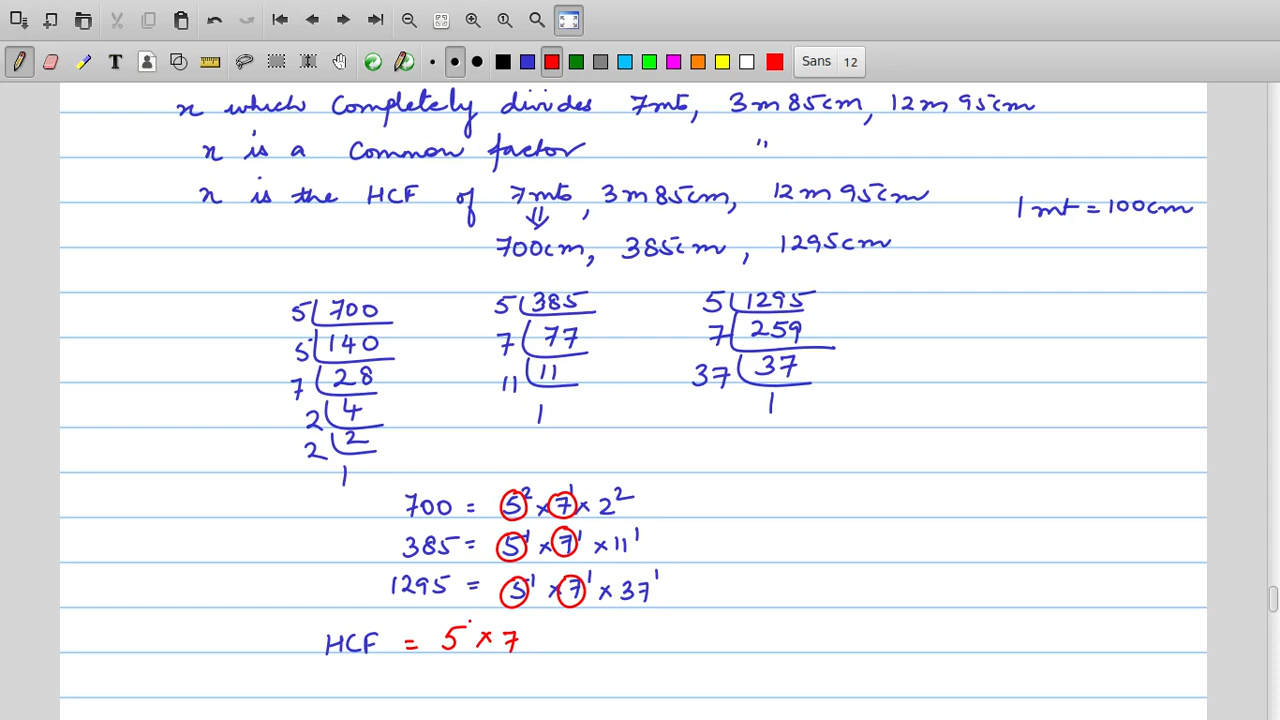 Sans 12
x which completely divides 7mts, 3m 85cm, 12m 95cm
x is a common factor "
x is the HCF of 7mts, 3m 85cm, 12m 95cm
1 mt = 100cm
700cm, 385cm, 1295cm
5 700 5 385 5 1295
5 140 7 77 7 259
7 28 11 11 37 37
2 4 1 1
2 2
1
700 = 5² × 7¹ × 2²
385 = 5¹ × 7¹ × 11¹
1295 = 5¹ × 7¹ × 37¹
HCF = 5 × 7